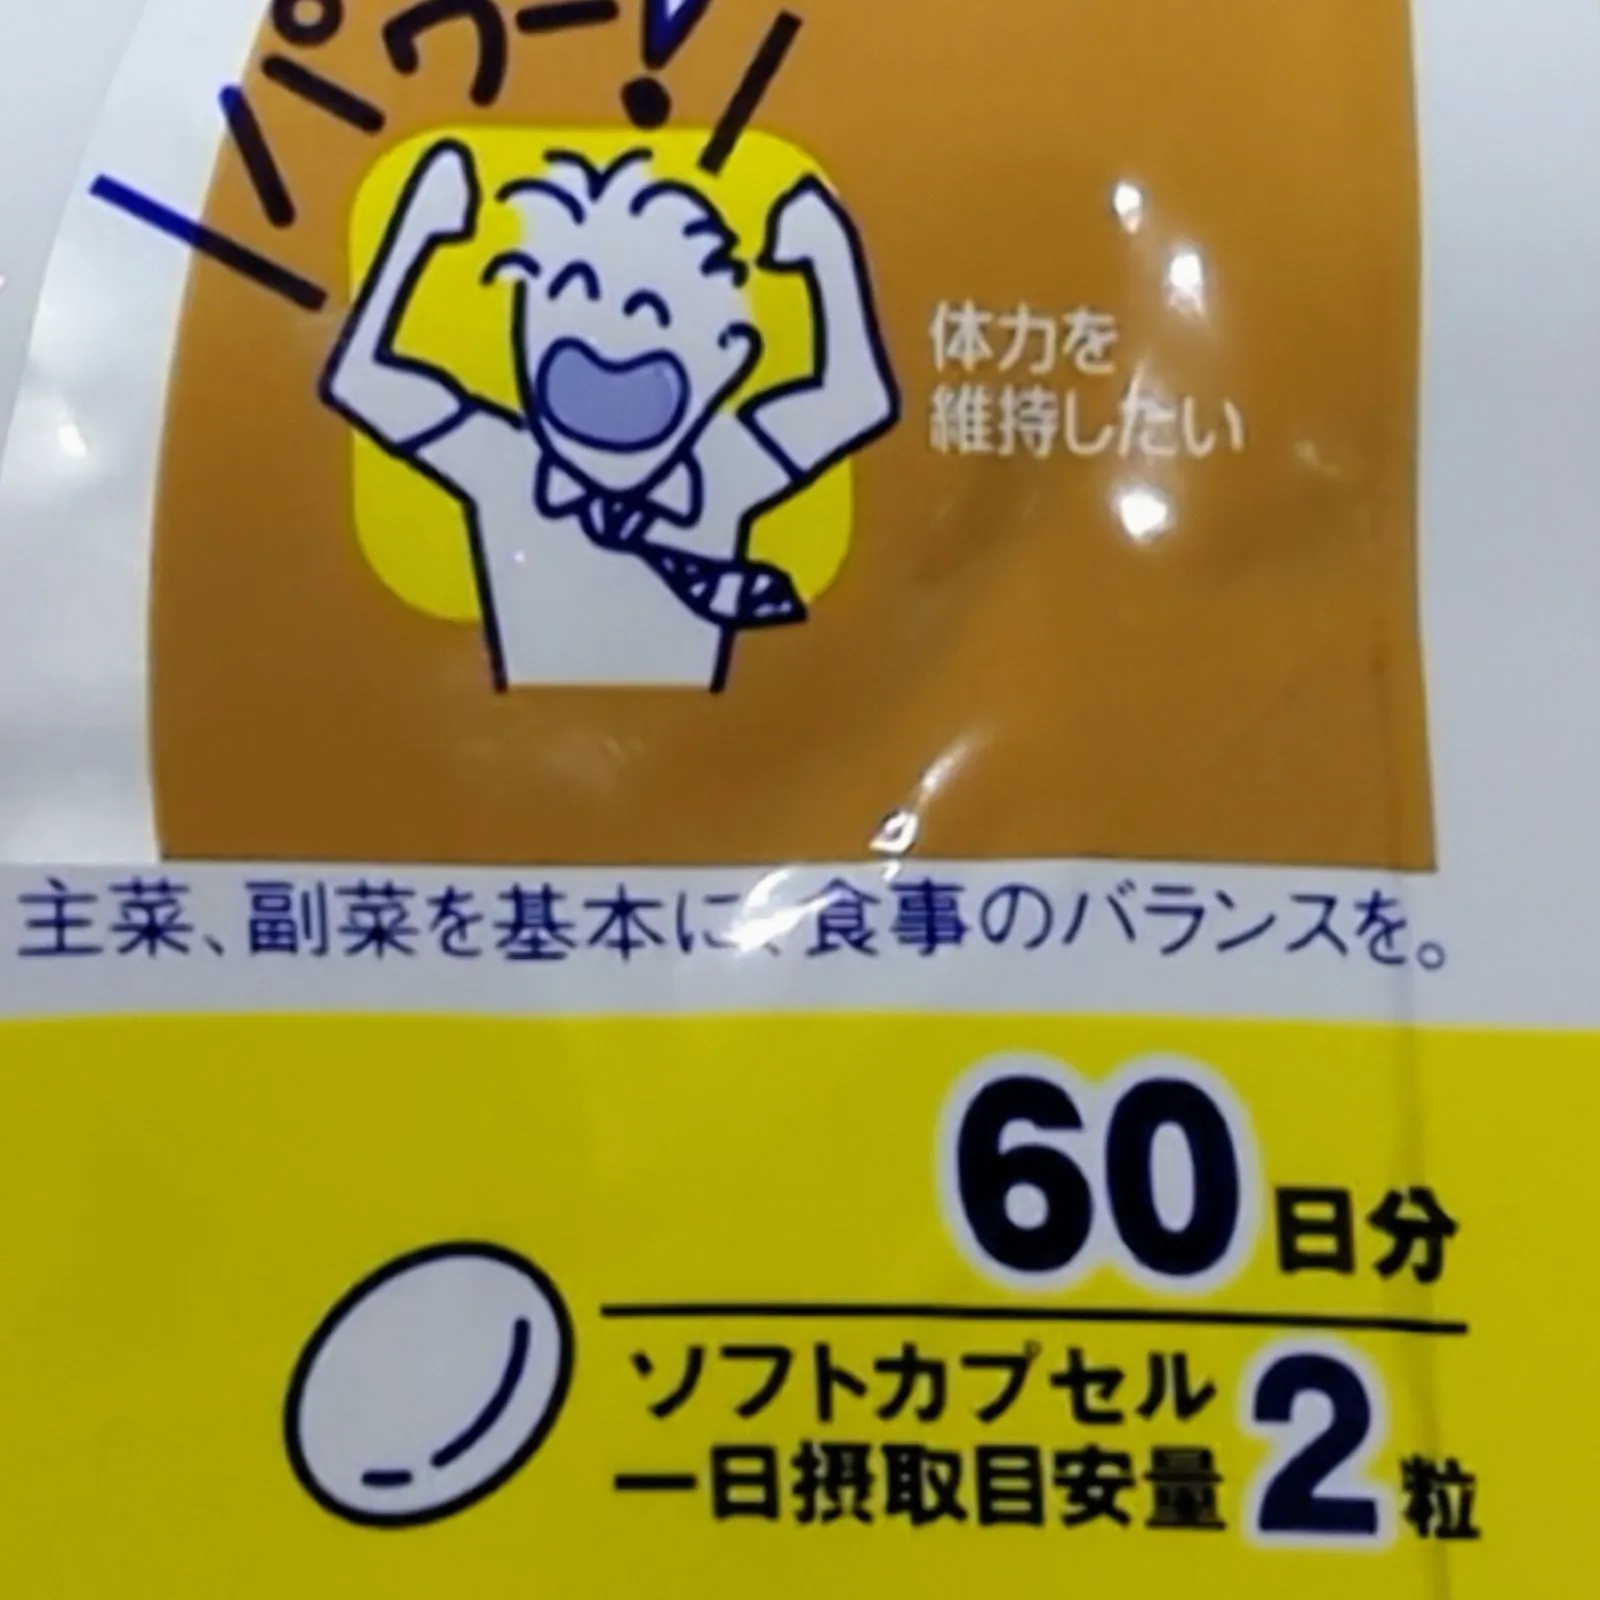 パワー!
体力を
維持したい
主菜、副菜を基本に、食事のバランスを。
60日分
ソフトカプセル
一日摂取目安量2粒